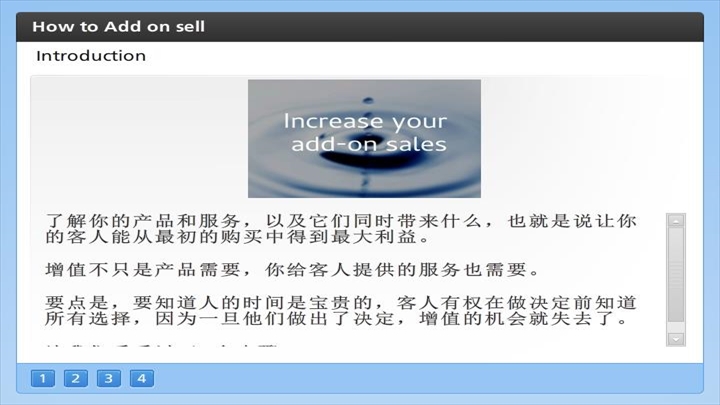 How to Add on sell
Introduction
Increase your
add-on sales
了解你的产品和服务，以及它们同时带来什么，也就是说让你
的客人能从最初的购买中得到最大利益。
增值不只是产品需要，你给客人提供的服务也需要。
要点是，要知道人的时间是宝贵的，客人有权在做决定前知道
所有选择，因为一旦他们做出了决定，增值的机会就失去了。
1 2 3 4